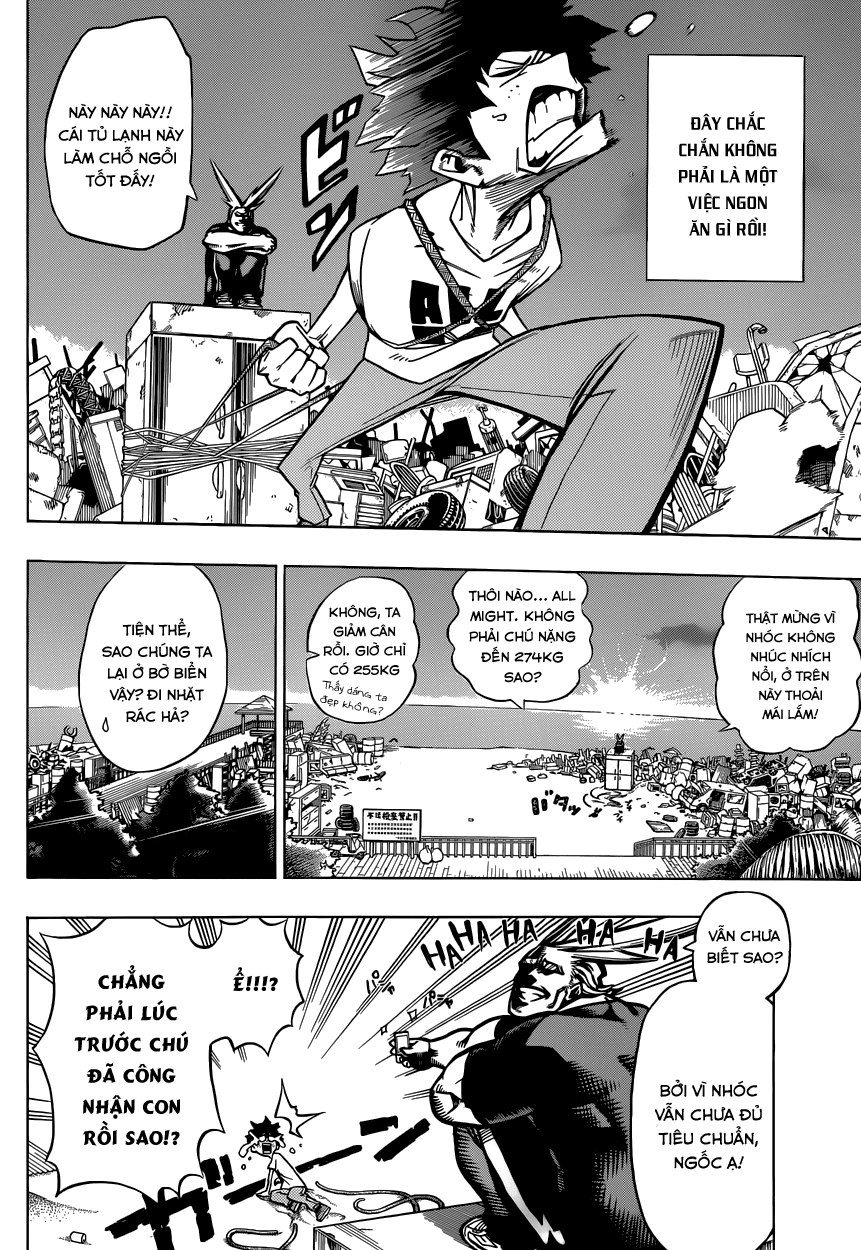 ĐÂY CHẮC
CHẮN KHÔNG
PHẢI LÀ MỘT
VIỆC NGON
ĂN GÌ RỒI!
NÀY NÀY NÀY!!
CÁI TỦ LẠNH NÀY
LÀM CHỖ NGỒI
TỐT ĐẤY!
ビン
ALL
THẬT MỪNG VÌ
NHÓC KHÔNG
NHÚC NHÍCH
NỔI, Ở TRÊN
NÀY THOẢI
MÁI LẮM!
THÔI NÀO... ALL
MIGHT. KHÔNG
PHẢI CHÚ NẶNG
ĐẾN 274KG
SAO?
KHÔNG, TA
GIẢM CÂN
RỒI. GIỜ CHỈ
CÓ 255KG
Thấy dáng ta
đẹp không?
TIỆN THỂ,
SAO CHÚNG TA
LẠI Ở BỜ BIỂN
VẬY? ĐI NHẶT
RÁC HẢ?
VẪN CHƯA
BIẾT SAO?
BỞI VÌ NHÓC
VẪN CHƯA ĐỦ
TIÊU CHUẨN,
NGỐC Ạ!
HA HA HA HA HA
Ể!!!?
CHẲNG
PHẢI LÚC
TRƯỚC CHÚ
ĐÃ CÔNG
NHẬN CON
RỒI SAO!?